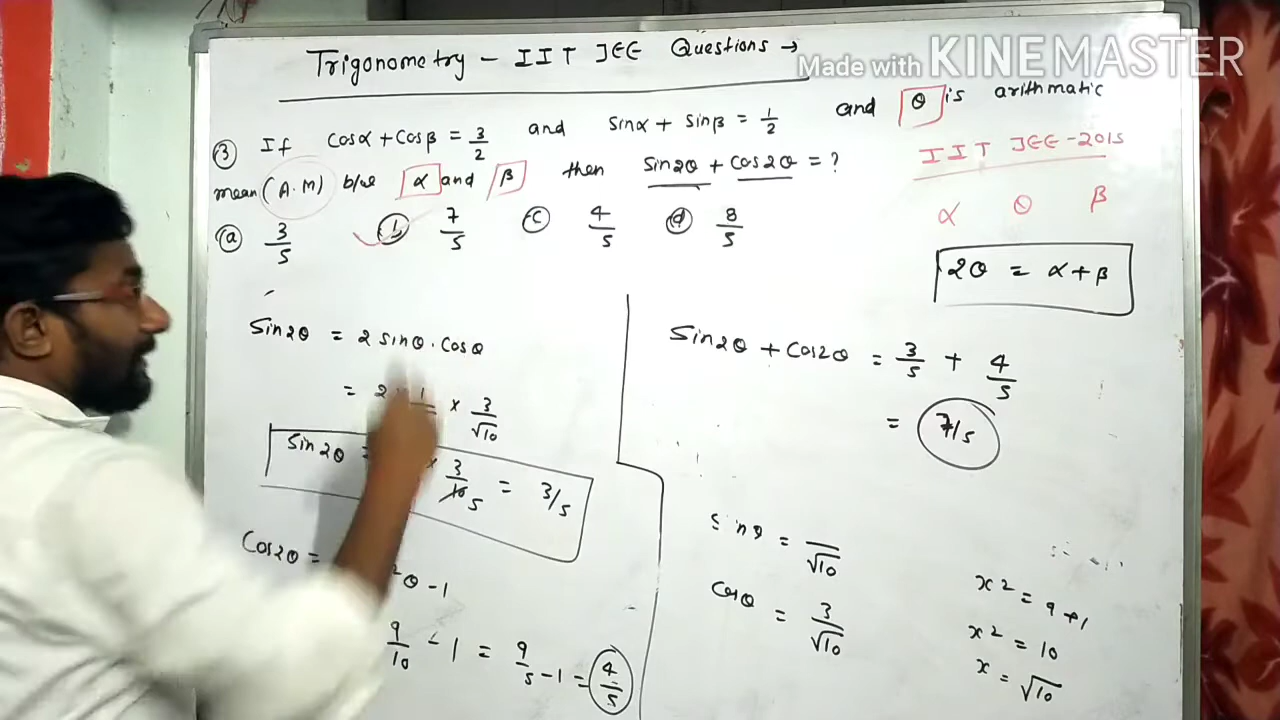 Trigonometry - IIT JEE Questions →
Made with KINEMASTER
③ If cosα + cosβ = 3/2 and sinα + sinβ = 1/2 and θ is arithmatic
mean (A.M) b/w α and β then sin2θ + cos2θ = ?
IIT JEE-2015
ⓐ 3/5 ⓑ 7/5 ⓒ 4/5 ⓓ 8/5
α θ β
2θ = α+β
Sin2θ = 2 sinθ · cosθ
= 2 1 × 3/√10
Sin2θ = × 3/10 5 = 3/5
Cos2θ = ²θ - 1
9/10 - 1 = 9/5 - 1 = 4/5
Sin2θ + Cos2θ = 3/5 + 4/5
= 7/5
Sinθ = /√10
Cosθ = 3/√10
x² = 9+1
x² = 10
x = √10